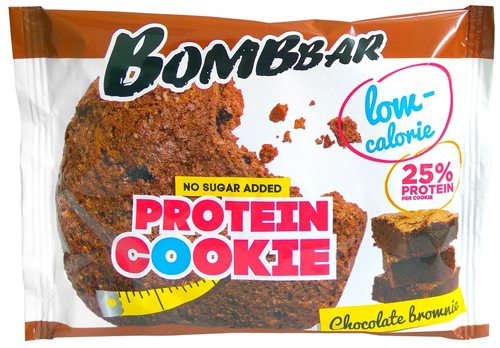 BOMBBAR
low-
calorie
25%
PROTEIN
PER COOKIE
NO SUGAR ADDED
PROTEIN
COOKIE
Chocolate brownie